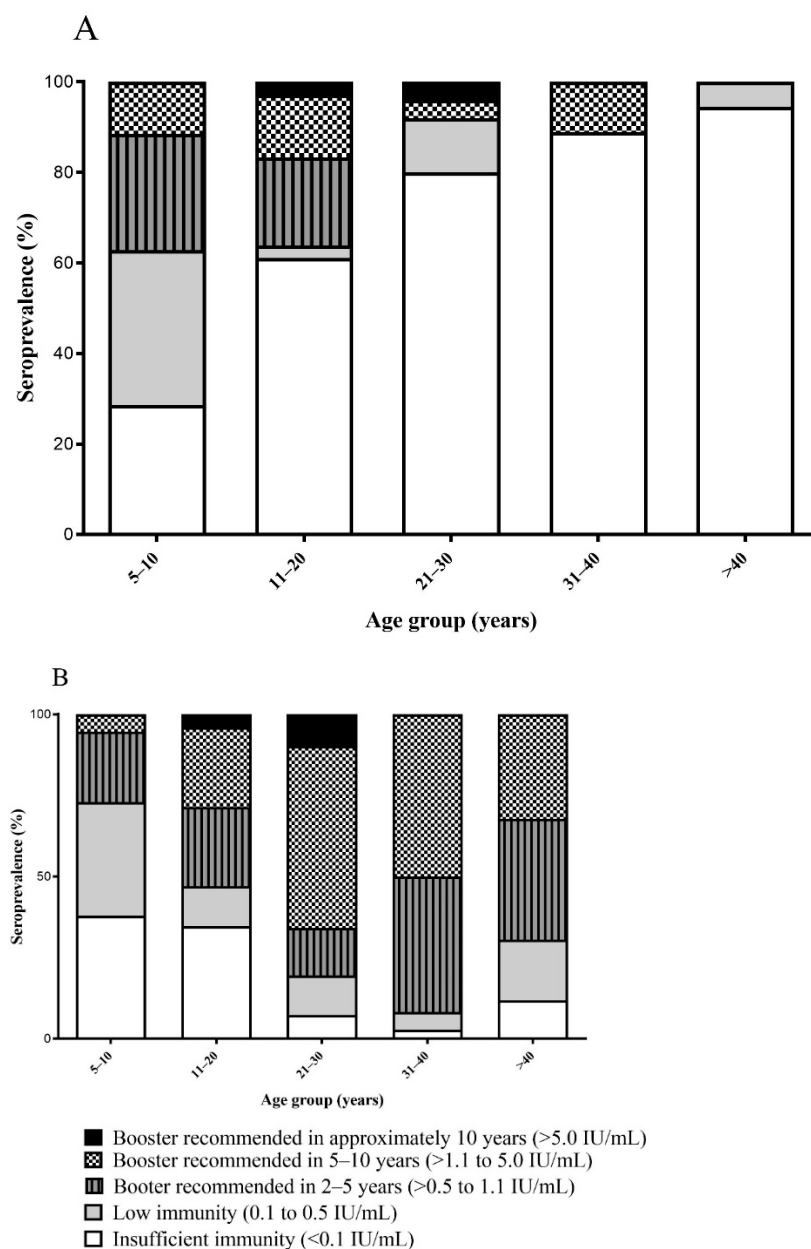 A
100
80
60
40
20
0
Seroprevalence (%)
5–10
11–20
21–30
31–40
>40
Age group (years)
B
100
50
0
Seroprevalence (%)
5–10
11–20
21–30
31–40
>40
Age group (years)
Booster recommended in approximately 10 years (>5.0 IU/mL)
Booster recommended in 5–10 years (>1.1 to 5.0 IU/mL)
Booter recommended in 2–5 years (>0.5 to 1.1 IU/mL)
Low immunity (0.1 to 0.5 IU/mL)
Insufficient immunity (<0.1 IU/mL)